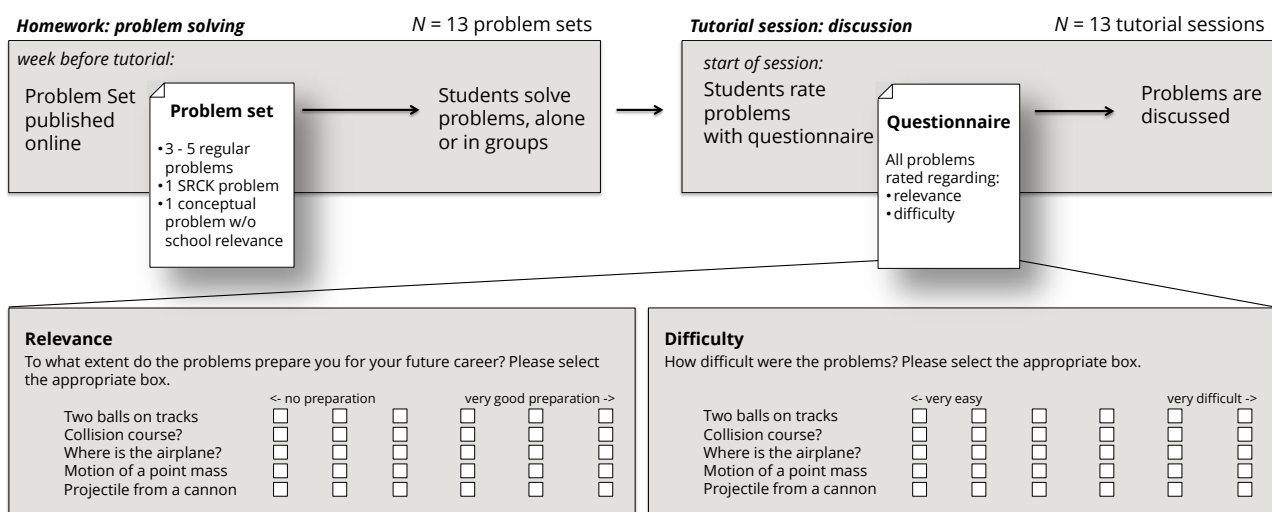 Homework: problem solving
N = 13 problem sets
week before tutorial:
Problem Set
published
online
Problem set
•3 - 5 regular
problems
•1 SRCK problem
•1 conceptual
problem w/o
school relevance
Students solve
problems, alone
or in groups
Tutorial session: discussion
N = 13 tutorial sessions
start of session:
Students rate
problems
with questionnaire
Questionnaire
All problems
rated regarding:
•relevance
•difficulty
Problems are
discussed
Relevance
To what extent do the problems prepare you for your future career? Please select
the appropriate box.
<- no preparation very good preparation ->
Two balls on tracks
Collision course?
Where is the airplane?
Motion of a point mass
Projectile from a cannon
Difficulty
How difficult were the problems? Please select the appropriate box.
<- very easy very difficult ->
Two balls on tracks
Collision course?
Where is the airplane?
Motion of a point mass
Projectile from a cannon